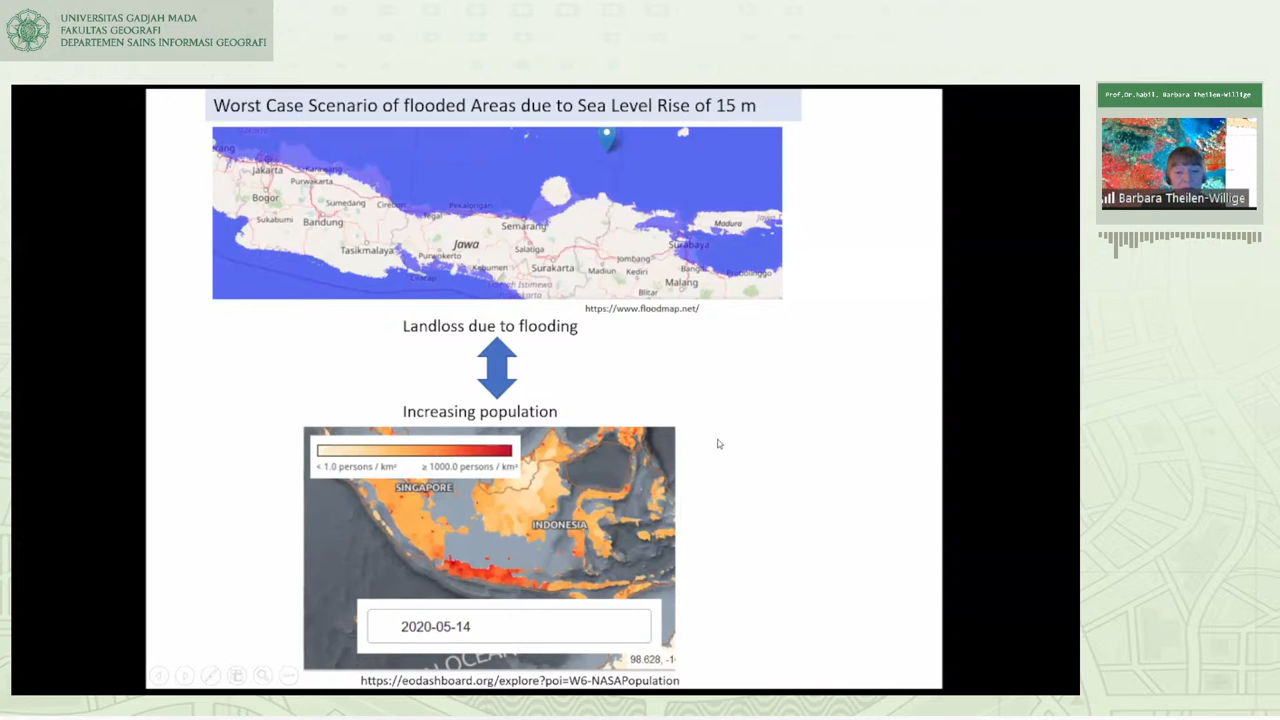 UNIVERSITAS GADJAH MADA
FAKULTAS GEOGRAFI
DEPARTEMEN SAINS INFORMASI GEOGRAFI
Prof.Dr.habil. Barbara Theilen-Willige
Barbara Theilen-Willige
Worst Case Scenario of flooded Areas due to Sea Level Rise of 15 m
Jakarta
Purwakarta
Bogor
Sumedang
Cirebon
Tegal
Pekalongan
Semarang
Madura
Sukabumi
Bandung
Tasikmalaya
Jawa
Purwokerto
Salatiga
Surabaya
Kebumen
Surakarta
Madiun
Jombang
Kediri
Cilacap
Malang
Probolinggo
Blitar
https://www.floodmap.net/
Landloss due to flooding
Increasing population
< 1.0 persons / km²
≥ 1000.0 persons / km²
SINGAPORE
INDONESIA
2020-05-14
98.628, -1
https://eodashboard.org/explore?poi=W6-NASAPopulation